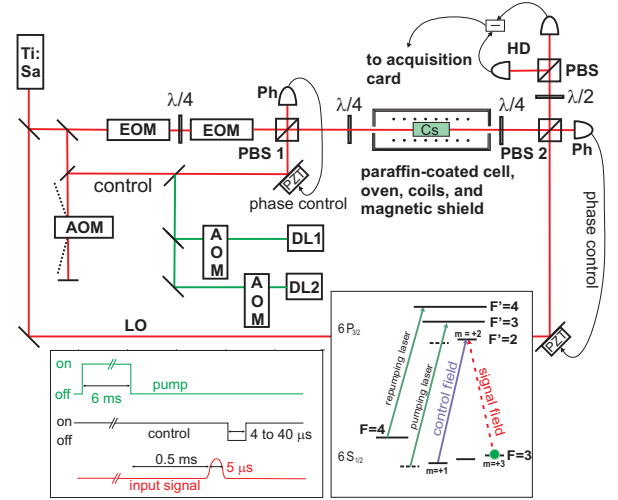 Ti:
Sa
to acquisition
card
HD
PBS
λ/2
Ph
λ/4
λ/4
λ/4
EOM
EOM
Cs
PBS 1
PBS 2
Ph
control
PZT
phase control
paraffin-coated cell,
oven, coils, and
magnetic shield
phase control
AOM
AOM
DL1
AOM
DL2
LO
PZT
on
off
pump
6 ms
on
off
control
4 to 40 μs
0.5 ms
5 μs
input signal
F'=4
6 P3/2
F'=3
m = +2
F'=2
repumping laser
pumping laser
control field
signal field
F=4
6 S1/2
F=3
m=+1
m=+3